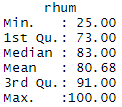 rhum
Min.   : 25.00
1st Qu.: 73.00
Median : 83.00
Mean   : 80.68
3rd Qu.: 91.00
Max.   :100.00